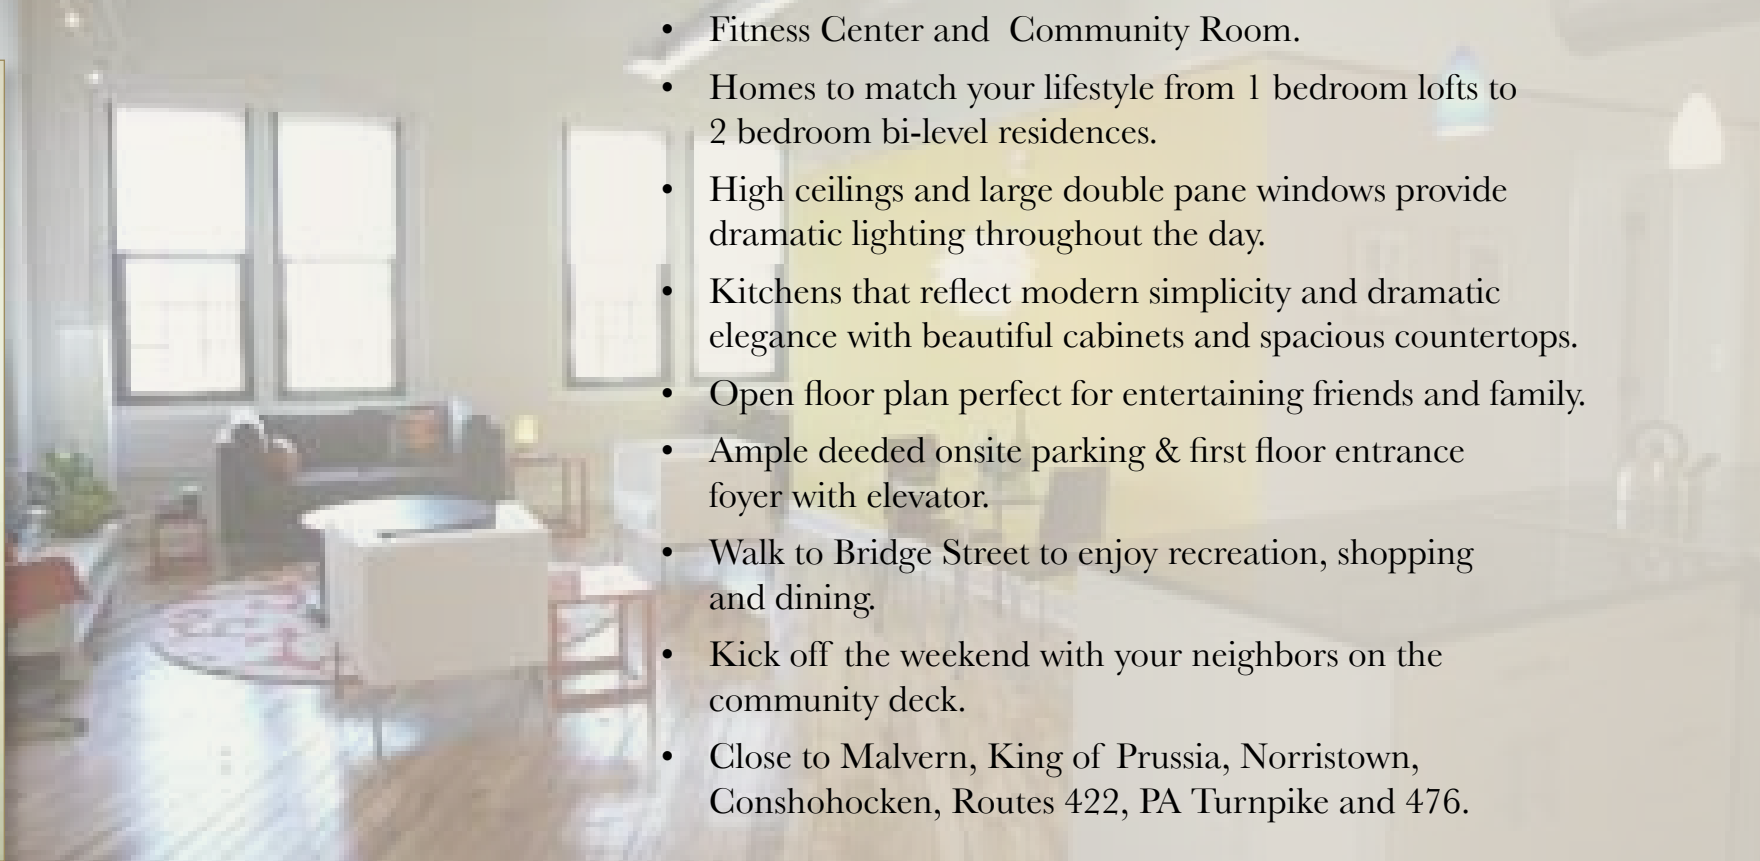 • Fitness Center and  Community Room.
• Homes to match your lifestyle from 1 bedroom lofts to
2 bedroom bi-level residences.
• High ceilings and large double pane windows provide
dramatic lighting throughout the day.
• Kitchens that reflect modern simplicity and dramatic
elegance with beautiful cabinets and spacious countertops.
• Open floor plan perfect for entertaining friends and family.
• Ample deeded onsite parking & first floor entrance
foyer with elevator.
• Walk to Bridge Street to enjoy recreation, shopping
and dining.
• Kick off the weekend with your neighbors on the
community deck.
• Close to Malvern, King of Prussia, Norristown,
Conshohocken, Routes 422, PA Turnpike and 476.